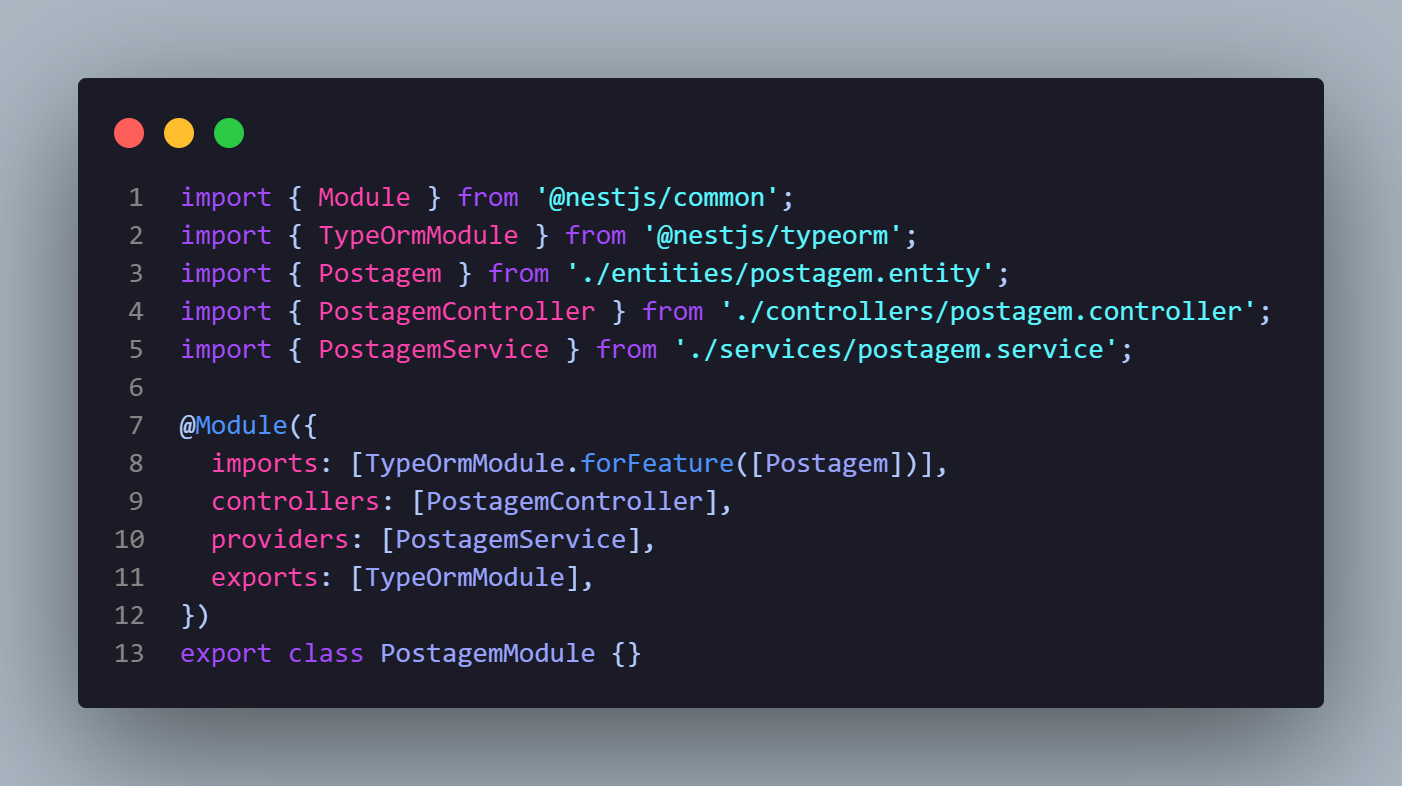 1 import { Module } from '@nestjs/common';
2 import { TypeOrmModule } from '@nestjs/typeorm';
3 import { Postagem } from './entities/postagem.entity';
4 import { PostagemController } from './controllers/postagem.controller';
5 import { PostagemService } from './services/postagem.service';
6
7 @Module({
8   imports: [TypeOrmModule.forFeature([Postagem])],
9   controllers: [PostagemController],
10   providers: [PostagemService],
11   exports: [TypeOrmModule],
12 })
13 export class PostagemModule {}